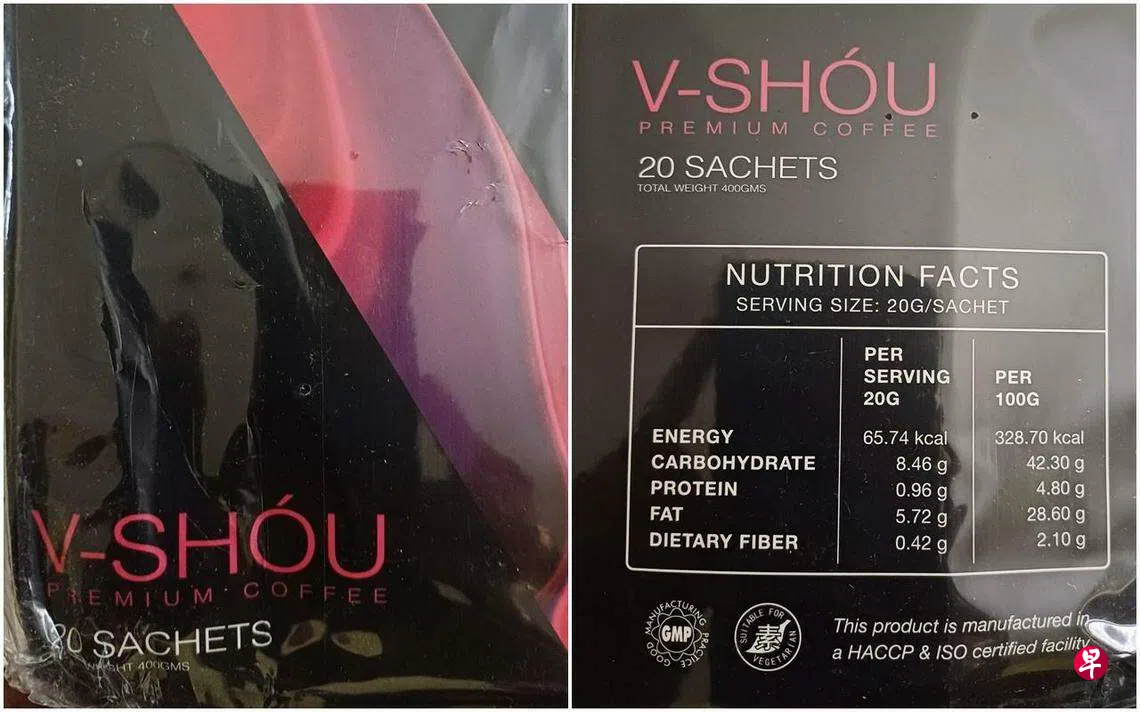 V-SHÓU
PREMIUM COFFEE
20 SACHETS
400GMS
V-SHÓU
PREMIUM COFFEE
20 SACHETS
TOTAL WEIGHT 400GMS
NUTRITION FACTS
SERVING SIZE: 20G/SACHET
PER SERVING 20G PER 100G
ENERGY 65.74 kcal 328.70 kcal
CARBOHYDRATE 8.46 g 42.30 g
PROTEIN 0.96 g 4.80 g
FAT 5.72 g 28.60 g
DIETARY FIBER 0.42 g 2.10 g
GOOD MANUFACTURING PRACTICE
GMP
SUITABLE FOR VEGETARIAN
素
This product is manufactured in
a HACCP & ISO certified facility
早